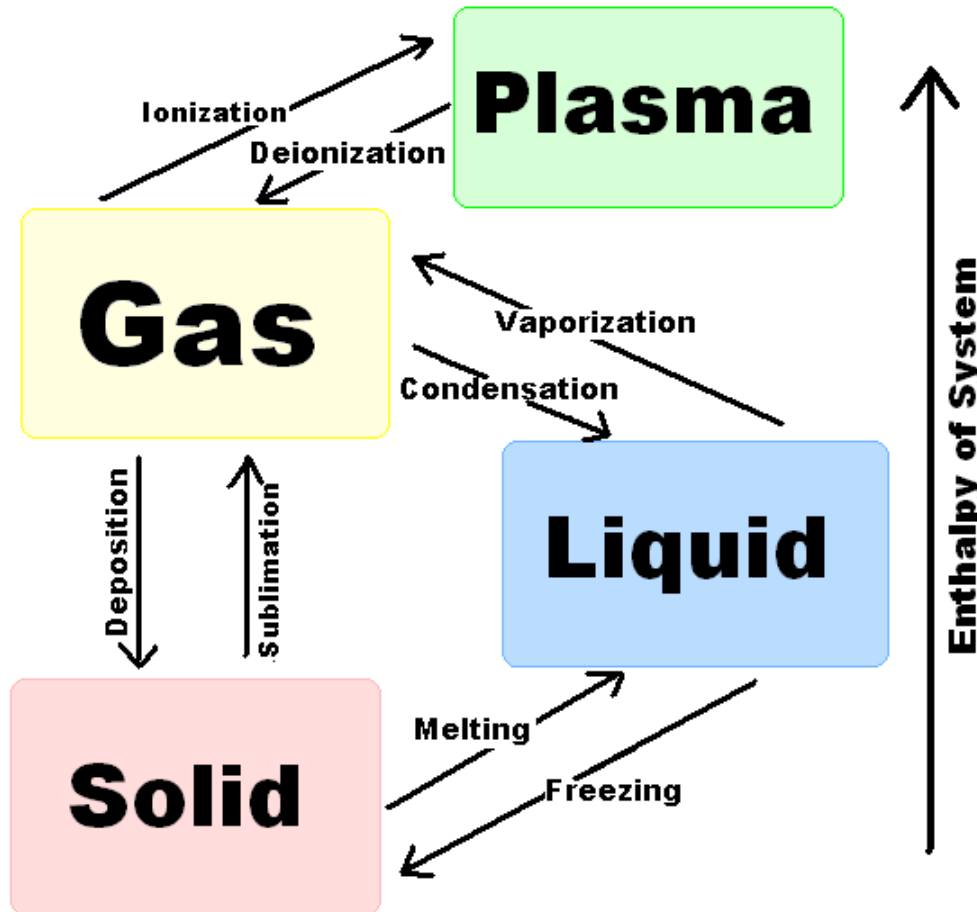 Plasma
Ionization
Deionization
Gas
Vaporization
Condensation
Liquid
Enthalpy of System
Deposition
Sublimation
Solid
Melting
Freezing